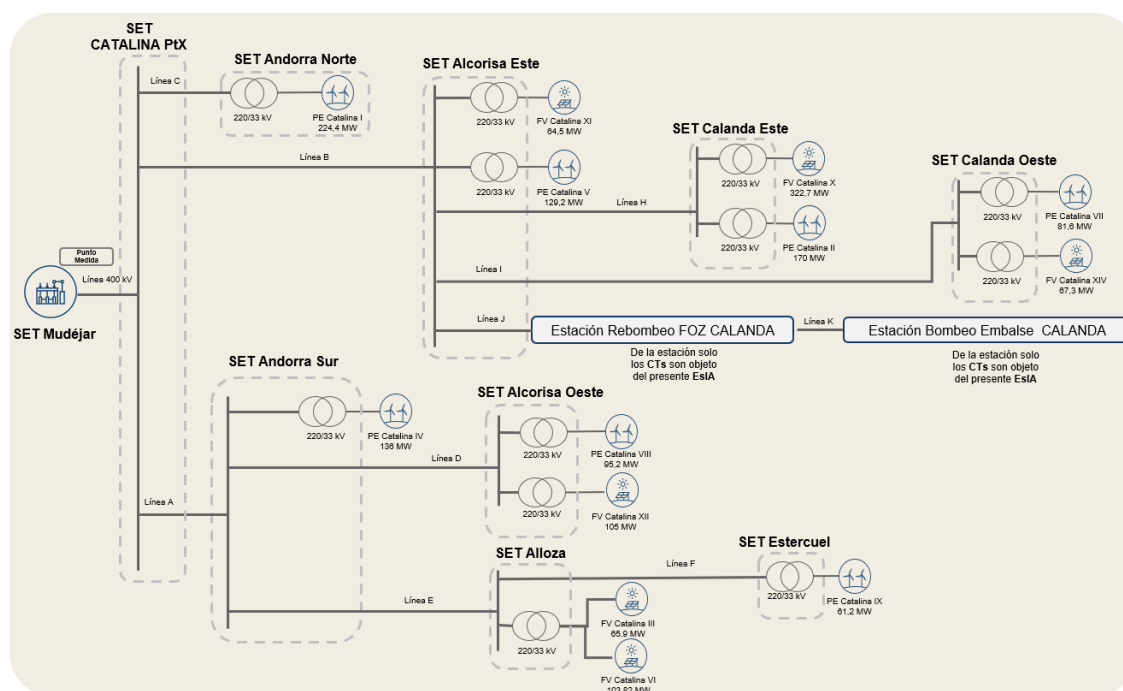 SET
CATALINA PtX
SET Andorra Norte
SET Alcorisa Este
Línea C
220/33 kV
PE Catalina I
224,4 MW
220/33 kV
FV Catalina XI
64,5 MW
Línea B
220/33 kV
PE Catalina V
129,2 MW
SET Calanda Este
220/33 kV
FV Catalina X
322,7 MW
Línea H
220/33 kV
PE Catalina II
170 MW
SET Calanda Oeste
220/33 kV
PE Catalina VII
81,6 MW
220/33 kV
FV Catalina XIV
67,3 MW
Punto
Medida
Línea 400 kV
SET Mudéjar
Línea I
Línea J
Estación Rebombeo FOZ CALANDA
Línea K
Estación Bombeo Embalse CALANDA
De la estación solo
los CTs son objeto
del presente EsIA
De la estación solo
los CTs son objeto
del presente EsIA
SET Andorra Sur
220/33 kV
PE Catalina IV
136 MW
SET Alcorisa Oeste
Línea D
220/33 kV
PE Catalina VIII
95,2 MW
220/33 kV
FV Catalina XII
105 MW
Línea A
SET Alloza
Línea E
Línea F
220/33 kV
FV Catalina III
65,9 MW
FV Catalina VI
103,82 MW
SET Estercuel
220/33 kV
PE Catalina IX
61,2 MW